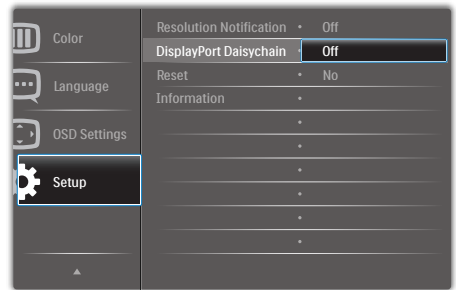 Color
Language
OSD Settings
Setup
Resolution Notification • Off
DisplayPort Daisychain • Off
Reset • No
Information •
•
•
•
•
•
•